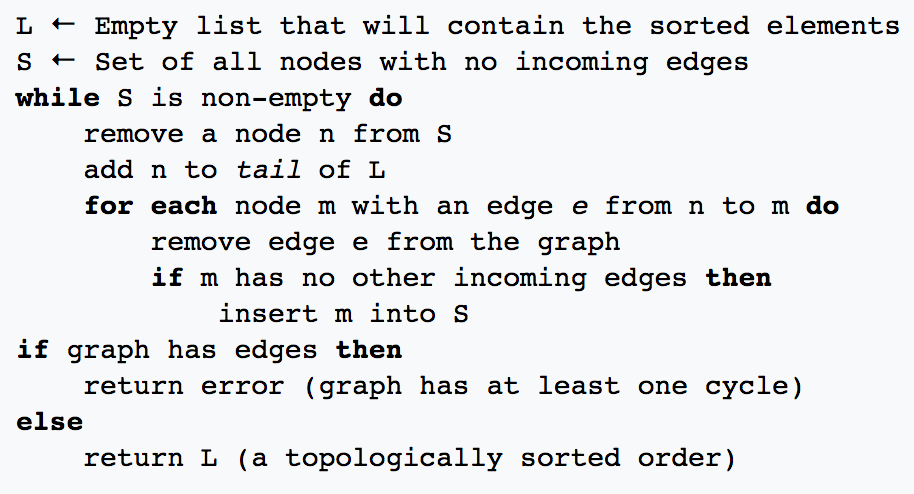 L ← Empty list that will contain the sorted elements
S ← Set of all nodes with no incoming edges
while S is non-empty do
    remove a node n from S
    add n to tail of L
    for each node m with an edge e from n to m do
        remove edge e from the graph
        if m has no other incoming edges then
            insert m into S
if graph has edges then
    return error (graph has at least one cycle)
else
    return L (a topologically sorted order)